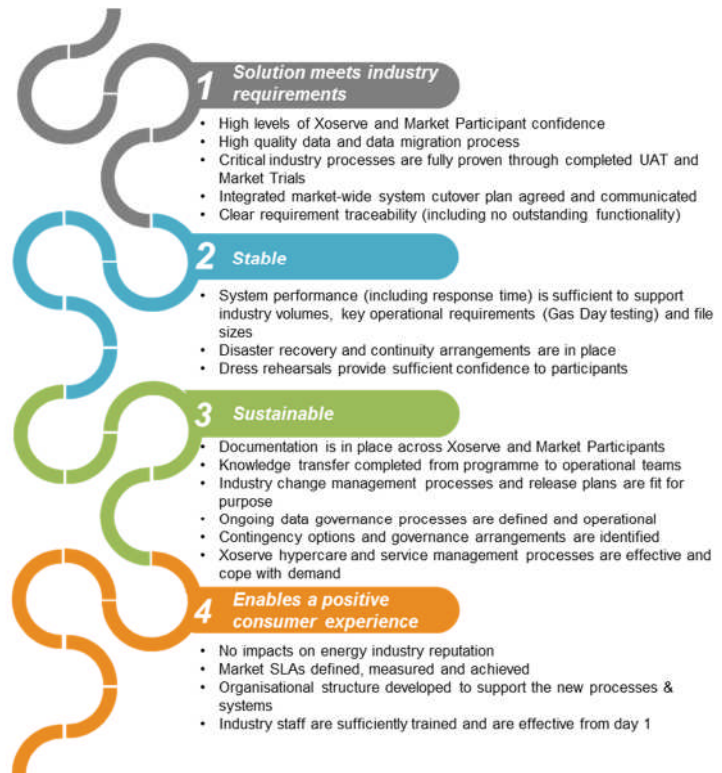 1 Solution meets industry
requirements
• High levels of Xoserve and Market Participant confidence
• High quality data and data migration process
• Critical industry processes are fully proven through completed UAT and
Market Trials
• Integrated market-wide system cutover plan agreed and communicated
• Clear requirement traceability (including no outstanding functionality)
2 Stable
• System performance (including response time) is sufficient to support
industry volumes, key operational requirements (Gas Day testing) and file
sizes
• Disaster recovery and continuity arrangements are in place
• Dress rehearsals provide sufficient confidence to participants
3 Sustainable
• Documentation is in place across Xoserve and Market Participants
• Knowledge transfer completed from programme to operational teams
• Industry change management processes and release plans are fit for
purpose
• Ongoing data governance processes are defined and operational
• Contingency options and governance arrangements are identified
• Xoserve hypercare and service management processes are effective and
cope with demand
4 Enables a positive
consumer experience
• No impacts on energy industry reputation
• Market SLAs defined, measured and achieved
• Organisational structure developed to support the new processes &
systems
• Industry staff are sufficiently trained and are effective from day 1